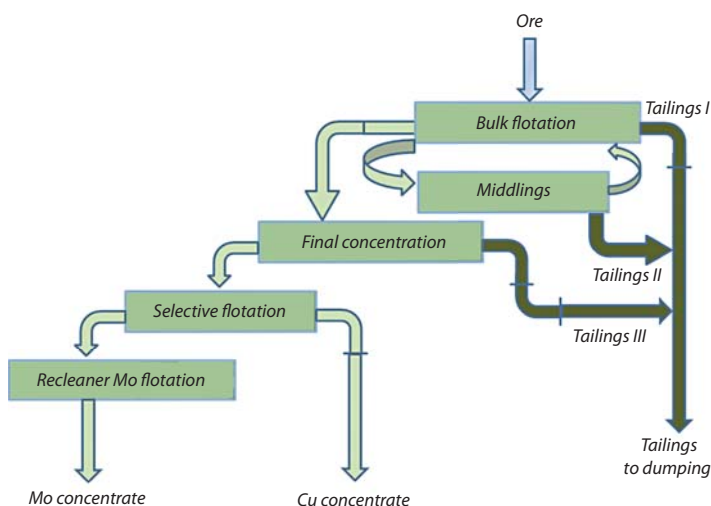 Ore
Tailings I
Bulk flotation
Middlings
Final concentration
Tailings II
Selective flotation
Tailings III
Recleaner Mo flotation
Tailings
to dumping
Mo concentrate
Cu concentrate